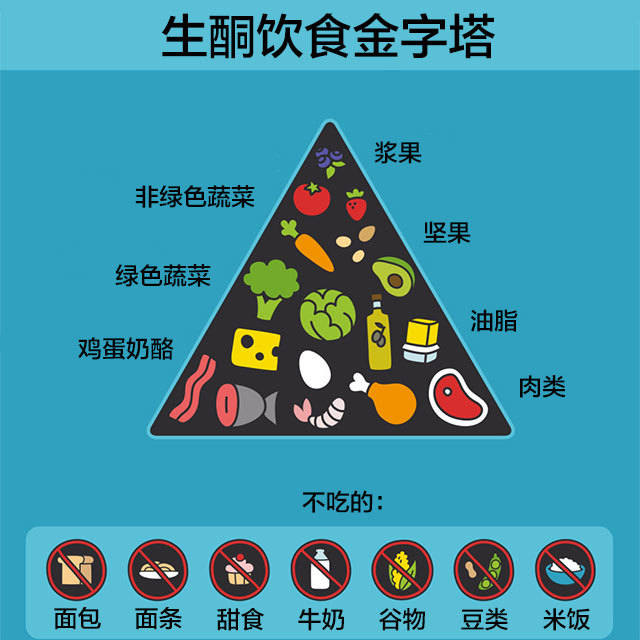 生酮饮食金字塔
浆果
非绿色蔬菜
坚果
绿色蔬菜
油脂
鸡蛋奶酪
肉类
不吃的:
面包
面条
甜食
牛奶
谷物
豆类
米饭